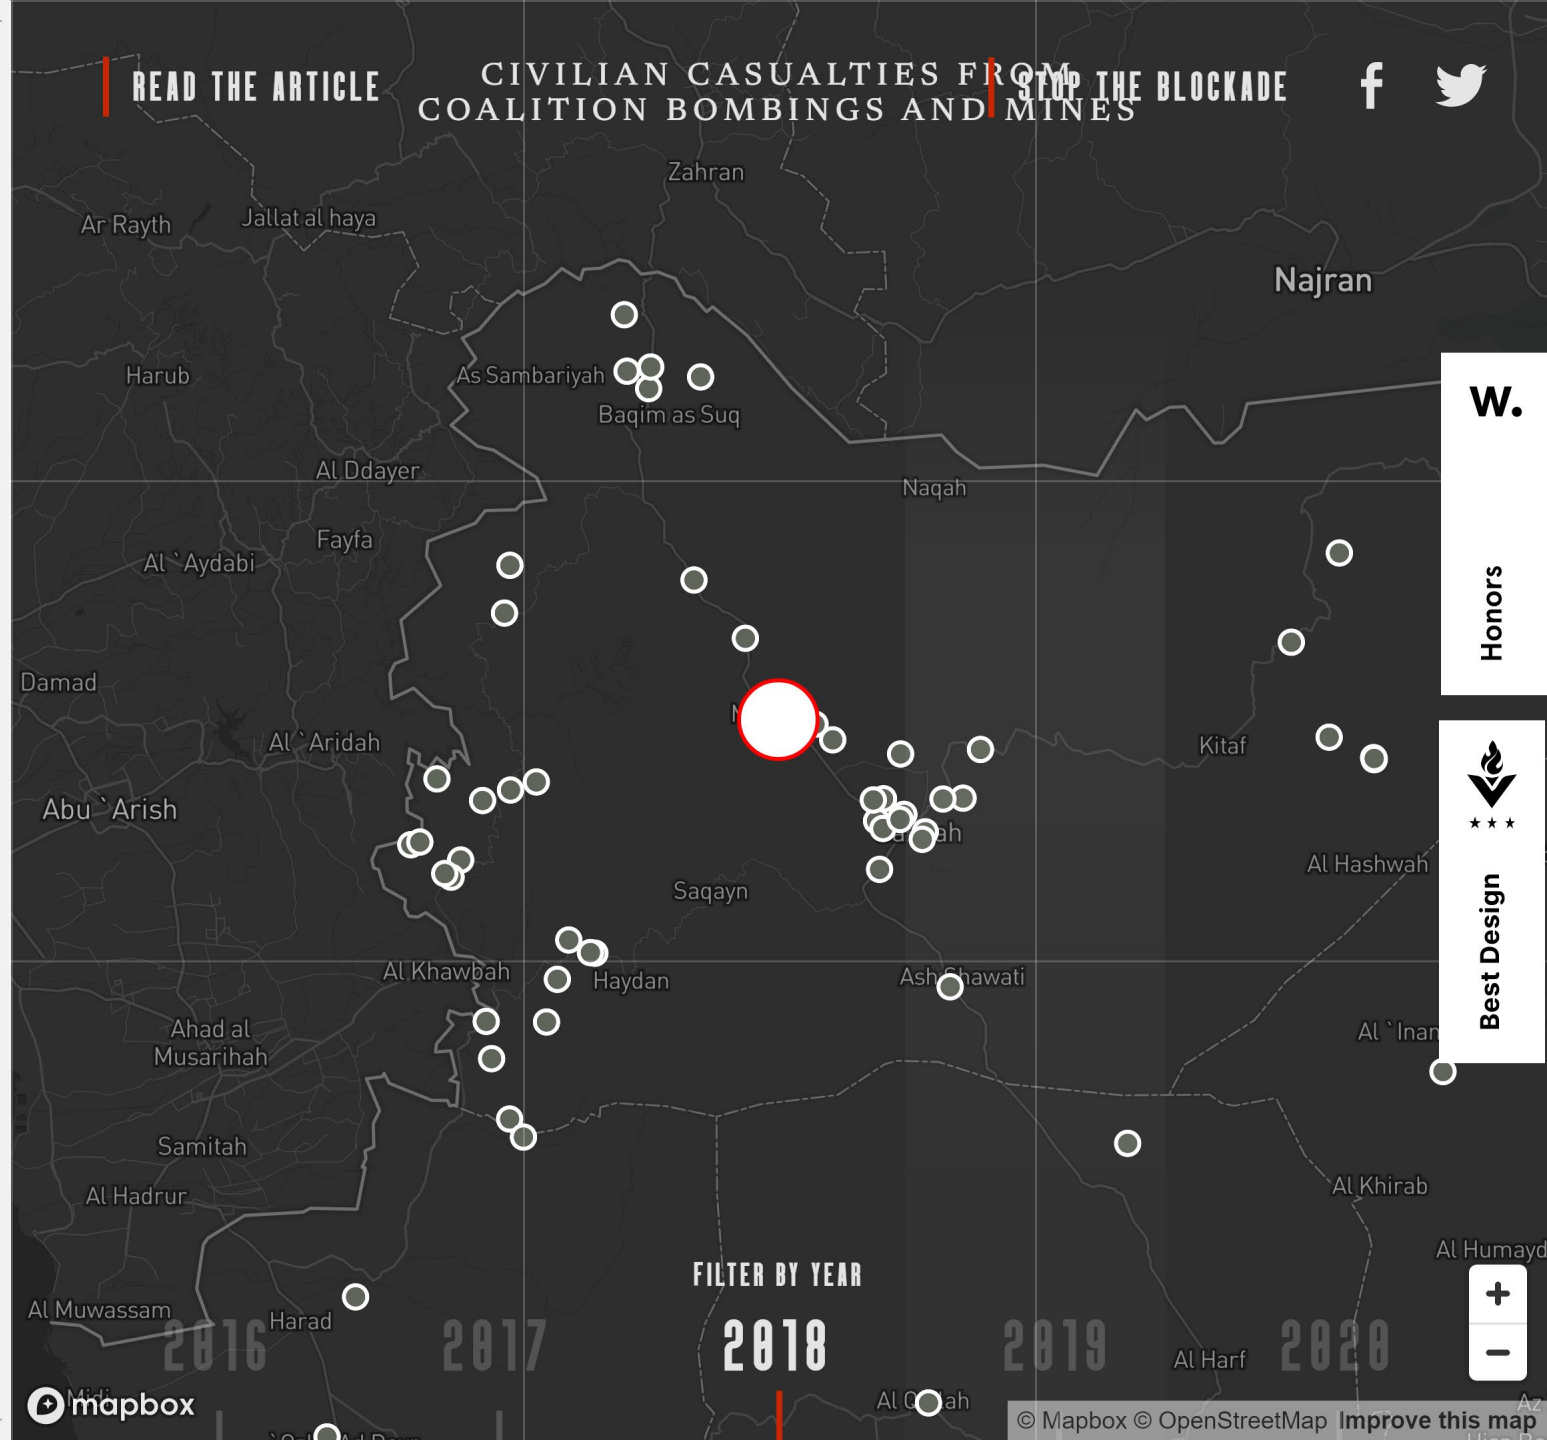 READ THE ARTICLE
CIVILIAN CASUALTIES FROM
COALITION BOMBINGS AND MINES
STOP THE BLOCKADE
Zahran
Ar Rayth
Jallat al haya
Najran
Harub
As Sambariyah
W.
Baqim as Suq
Al Ddayer
Naqah
Fayfa
Al `Aydabi
Honors
Damad
Al `Aridah
Kitaf
Abu `Arish
Al Hashwah
Saqayn
Best Design
Al Khawbah
Haydan
Ash Shawati
Ahad al
Musarihah
Al `Inan
Samitah
Al Hadrur
Al Khirab
Al Humayd
FILTER BY YEAR
Al Muwassam
Harad
2016
2017
2018
2019
2020
Al Harf
Midi
mapbox
Az
© Mapbox © OpenStreetMap Improve this map